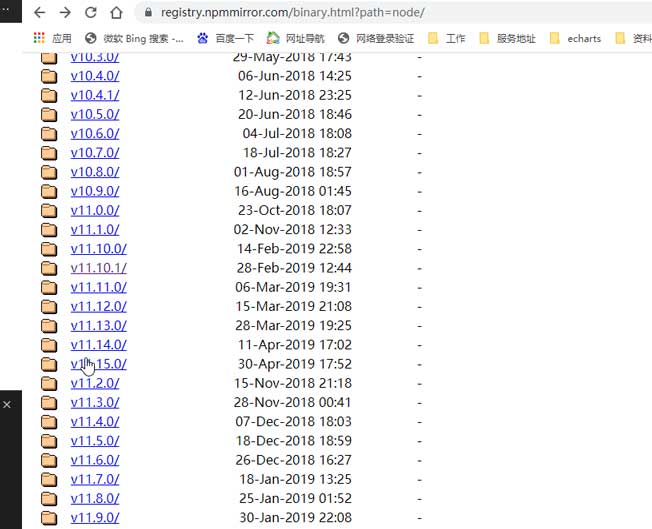 registry.npmmirror.com/binary.html?path=node/
应用 微软 Bing 搜索 -... 百度一下 网址导航 网络登录验证 工作 服务地址 echarts 资料
v10.3.0/ 29-May-2018 17:43 -
v10.4.0/ 06-Jun-2018 14:25 -
v10.4.1/ 12-Jun-2018 23:25 -
v10.5.0/ 20-Jun-2018 18:46 -
v10.6.0/ 04-Jul-2018 18:08 -
v10.7.0/ 18-Jul-2018 18:27 -
v10.8.0/ 01-Aug-2018 18:57 -
v10.9.0/ 16-Aug-2018 01:45 -
v11.0.0/ 23-Oct-2018 18:07 -
v11.1.0/ 02-Nov-2018 12:33 -
v11.10.0/ 14-Feb-2019 22:58 -
v11.10.1/ 28-Feb-2019 12:44 -
v11.11.0/ 06-Mar-2019 19:31 -
v11.12.0/ 15-Mar-2019 21:08 -
v11.13.0/ 28-Mar-2019 19:25 -
v11.14.0/ 11-Apr-2019 17:02 -
v11.15.0/ 30-Apr-2019 17:52 -
v11.2.0/ 15-Nov-2018 21:18 -
v11.3.0/ 28-Nov-2018 00:41 -
v11.4.0/ 07-Dec-2018 18:03 -
v11.5.0/ 18-Dec-2018 18:59 -
v11.6.0/ 26-Dec-2018 16:27 -
v11.7.0/ 18-Jan-2019 13:25 -
v11.8.0/ 25-Jan-2019 01:52 -
v11.9.0/ 30-Jan-2019 22:08 -